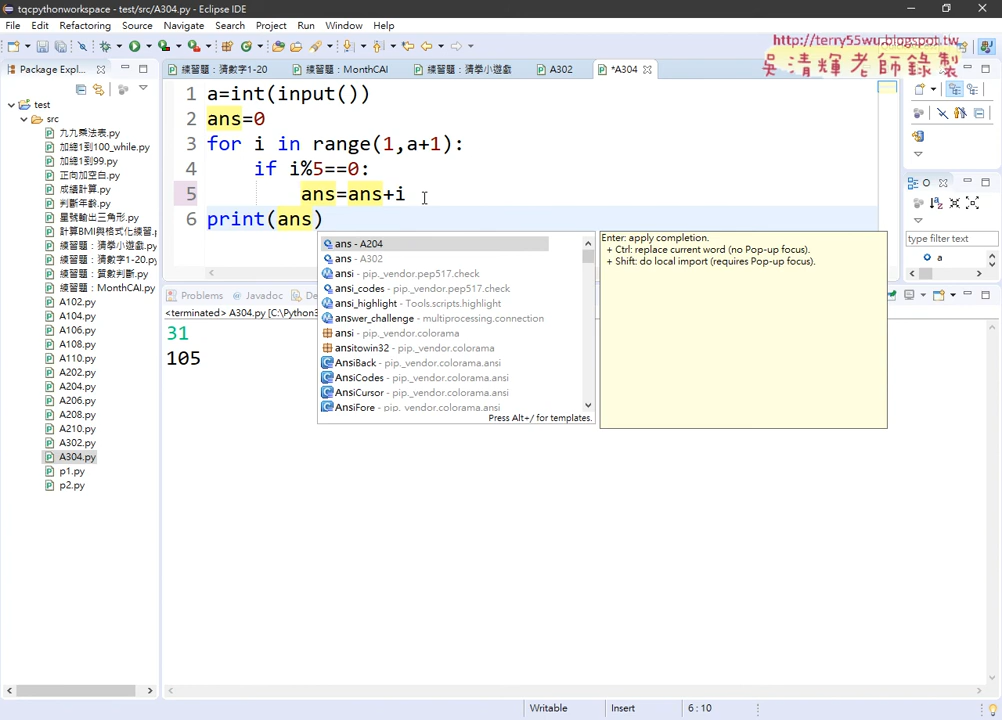 tqcpythonworkspace - test/src/A304.py - Eclipse IDE
File Edit Refactoring Source Navigate Search Project Run Window Help
http://terry55wu.blogspot.tw
吳清輝老師錄製
Package Expl...
練習題：猜數字1-20
練習題：MonthCAl
練習題：猜拳小遊戲
A302
*A304
test
src
九九乘法表.py
加總1到100_while.py
加總1到99.py
正向加空白.py
成績計算.py
判斷年齡.py
星號輸出三角形.py
計算BMI與格式化練習.
練習題：猜拳小遊戲.py
練習題：猜數字1-20.p
練習題：質數判斷.py
練習題：MonthCAl.py
A102.py
A104.py
A106.py
A108.py
A110.py
A202.py
A204.py
A206.py
A208.py
A210.py
A302.py
A304.py
p1.py
p2.py
1 a=int(input())
2 ans=0
3 for i in range(1,a+1):
4 if i%5==0:
5 ans=ans+i
6 print(ans)
ans - A204
ans - A302
ansi - pip._vendor.pep517.check
ansi_codes - pip._vendor.pep517.check
ansi_highlight - Tools.scripts.highlight
answer_challenge - multiprocessing.connection
ansi - pip._vendor.colorama
ansitowin32 - pip._vendor.colorama
AnsiBack - pip._vendor.colorama.ansi
AnsiCodes - pip._vendor.colorama.ansi
AnsiCursor - pip._vendor.colorama.ansi
AnsiFore - pip._vendor.colorama.ansi
Press Alt+/ for templates.
Enter: apply completion.
+ Ctrl: replace current word (no Pop-up focus).
+ Shift: do local import (requires Pop-up focus).
Problems @ Javadoc De
<terminated> A304.py [C:\Python3
31
105
O
type filter text
a
Writable Insert 6 : 10